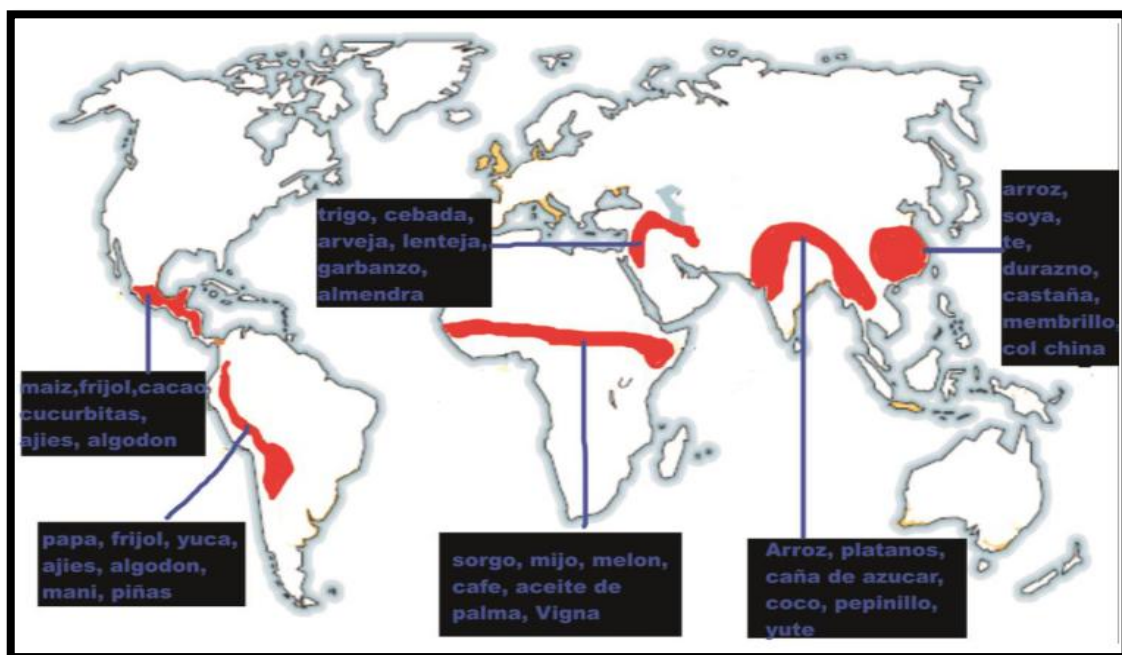 trigo, cebada,
arveja, lenteja,
garbanzo,
almendra
arroz,
soya,
te,
durazno,
castaña,
membrillo,
col china
maiz,frijol,cacao,
cucurbitas,
ajies, algodon
papa, frijol, yuca,
ajies, algodon,
mani, piñas
sorgo, mijo, melon,
cafe, aceite de
palma, Vigna
Arroz, platanos,
caña de azucar,
coco, pepinillo,
yute